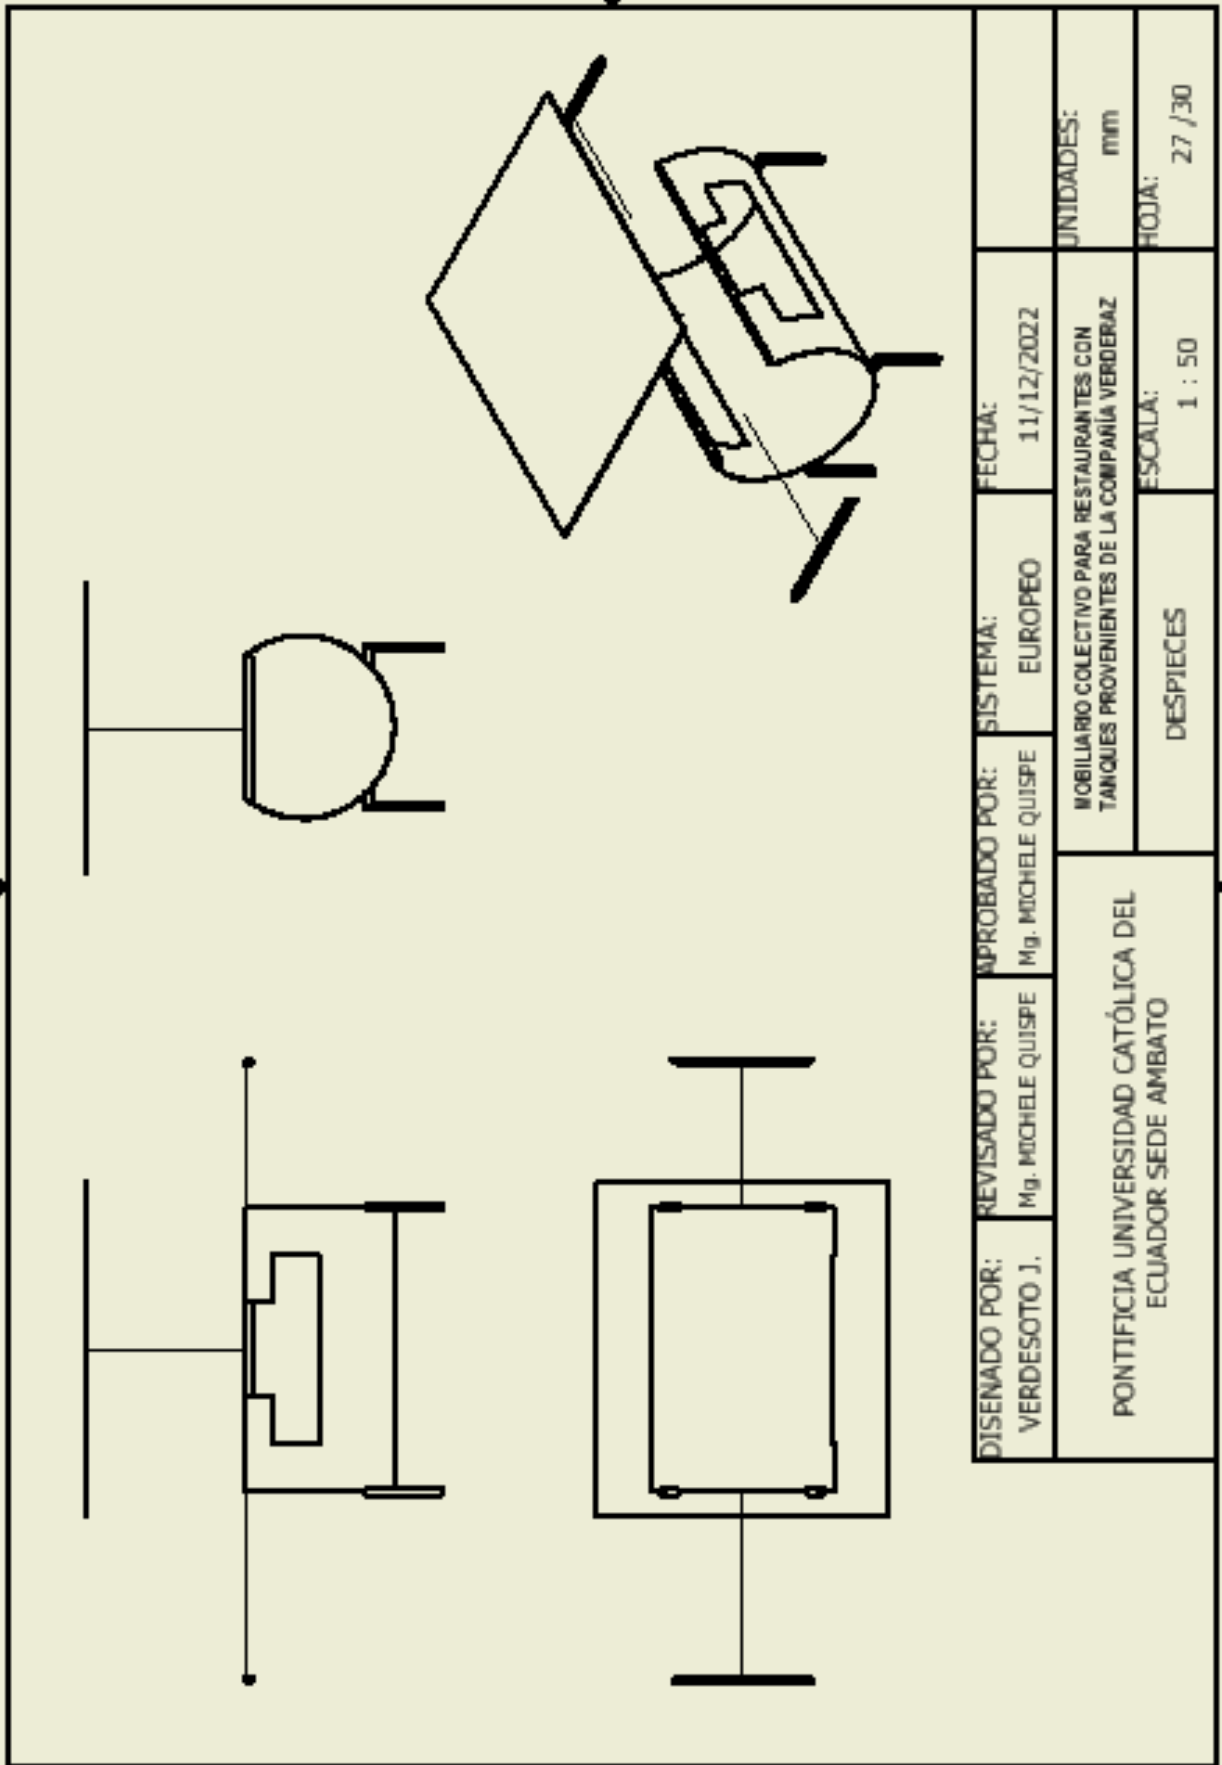 DISENADO POR:
VERDESOTO J.
REVISADO POR:
Mg. MICHELE QUISPE
APROBADO POR:
Mg. MICHELE QUISPE
SISTEMA:
EUROPEO
FECHA:
11/12/2022
PONTIFICIA UNIVERSIDAD CATÓLICA DEL
ECUADOR SEDE AMBATO
MOBILIARIO COLECTIVO PARA RESTAURANTES CON
TANQUES PROVENIENTES DE LA COMPAÑÍA VERDERAZ
UNIDADES:
mm
DESPIECES
ESCALA:
1 : 50
HOJA:
27 /30